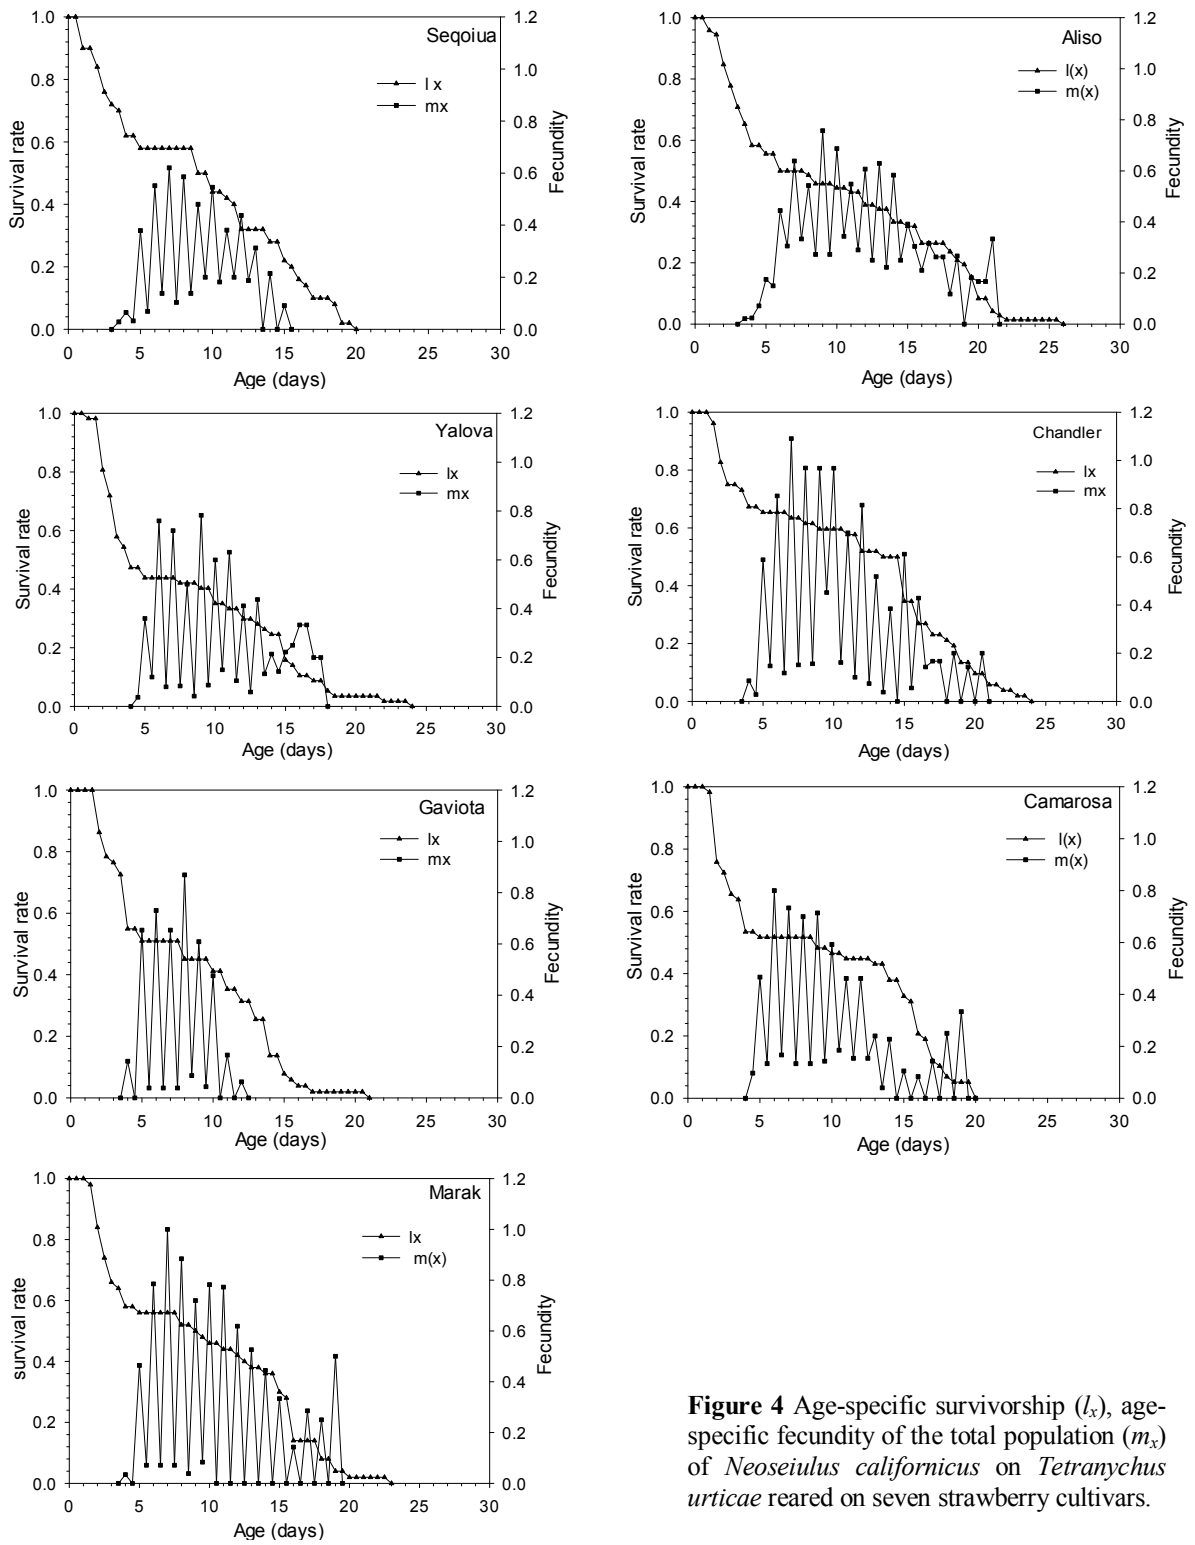 Seqoiua
l x
mx
1.0
0.8
0.6
0.4
0.2
0.0
Survival rate
1.2
1.0
0.8
0.6
0.4
0.2
0.0
Fecundity
0 5 10 15 20 25 30
Age (days)
Aliso
l(x)
m(x)
1.0
0.8
0.6
0.4
0.2
0.0
Survival rate
1.2
1.0
0.8
0.6
0.4
0.2
0.0
Fecundity
0 5 10 15 20 25 30
Age (days)
Yalova
lx
mx
1.0
0.8
0.6
0.4
0.2
0.0
Survival rate
1.2
1.0
0.8
0.6
0.4
0.2
0.0
Fecundity
0 5 10 15 20 25 30
Age (days)
Chandler
lx
mx
1.0
0.8
0.6
0.4
0.2
0.0
Survival rate
1.2
1.0
0.8
0.6
0.4
0.2
0.0
Fecundity
0 5 10 15 20 25 30
Age (days)
Gaviota
lx
mx
1.0
0.8
0.6
0.4
0.2
0.0
Survival rate
1.2
1.0
0.8
0.6
0.4
0.2
0.0
Fecundity
0 5 10 15 20 25 30
Age (days)
Camarosa
l(x)
m(x)
1.0
0.8
0.6
0.4
0.2
0.0
Survival rate
1.2
1.0
0.8
0.6
0.4
0.2
0.0
Fecundity
0 5 10 15 20 25 30
Age (days)
Marak
lx
m(x)
1.0
0.8
0.6
0.4
0.2
0.0
survival rate
1.2
1.0
0.8
0.6
0.4
0.2
0.0
Fecundity
0 5 10 15 20 25 30
Age (days)
Figure 4 Age-specific survivorship (lx), age-
specific fecundity of the total population (mx)
of Neoseiulus californicus on Tetranychus
urticae reared on seven strawberry cultivars.